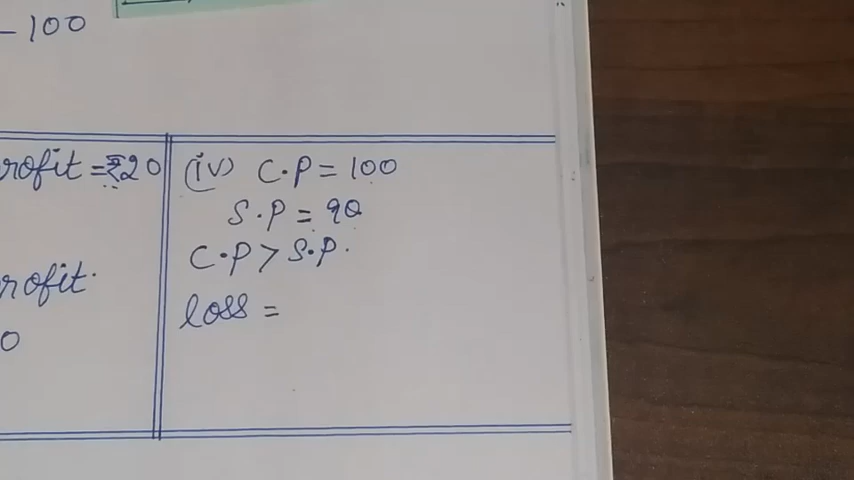 - 100
rofit = ₹20
rofit.
0
(iv) C.P = 100
S.P = 90
C.P > S.P.
loss =